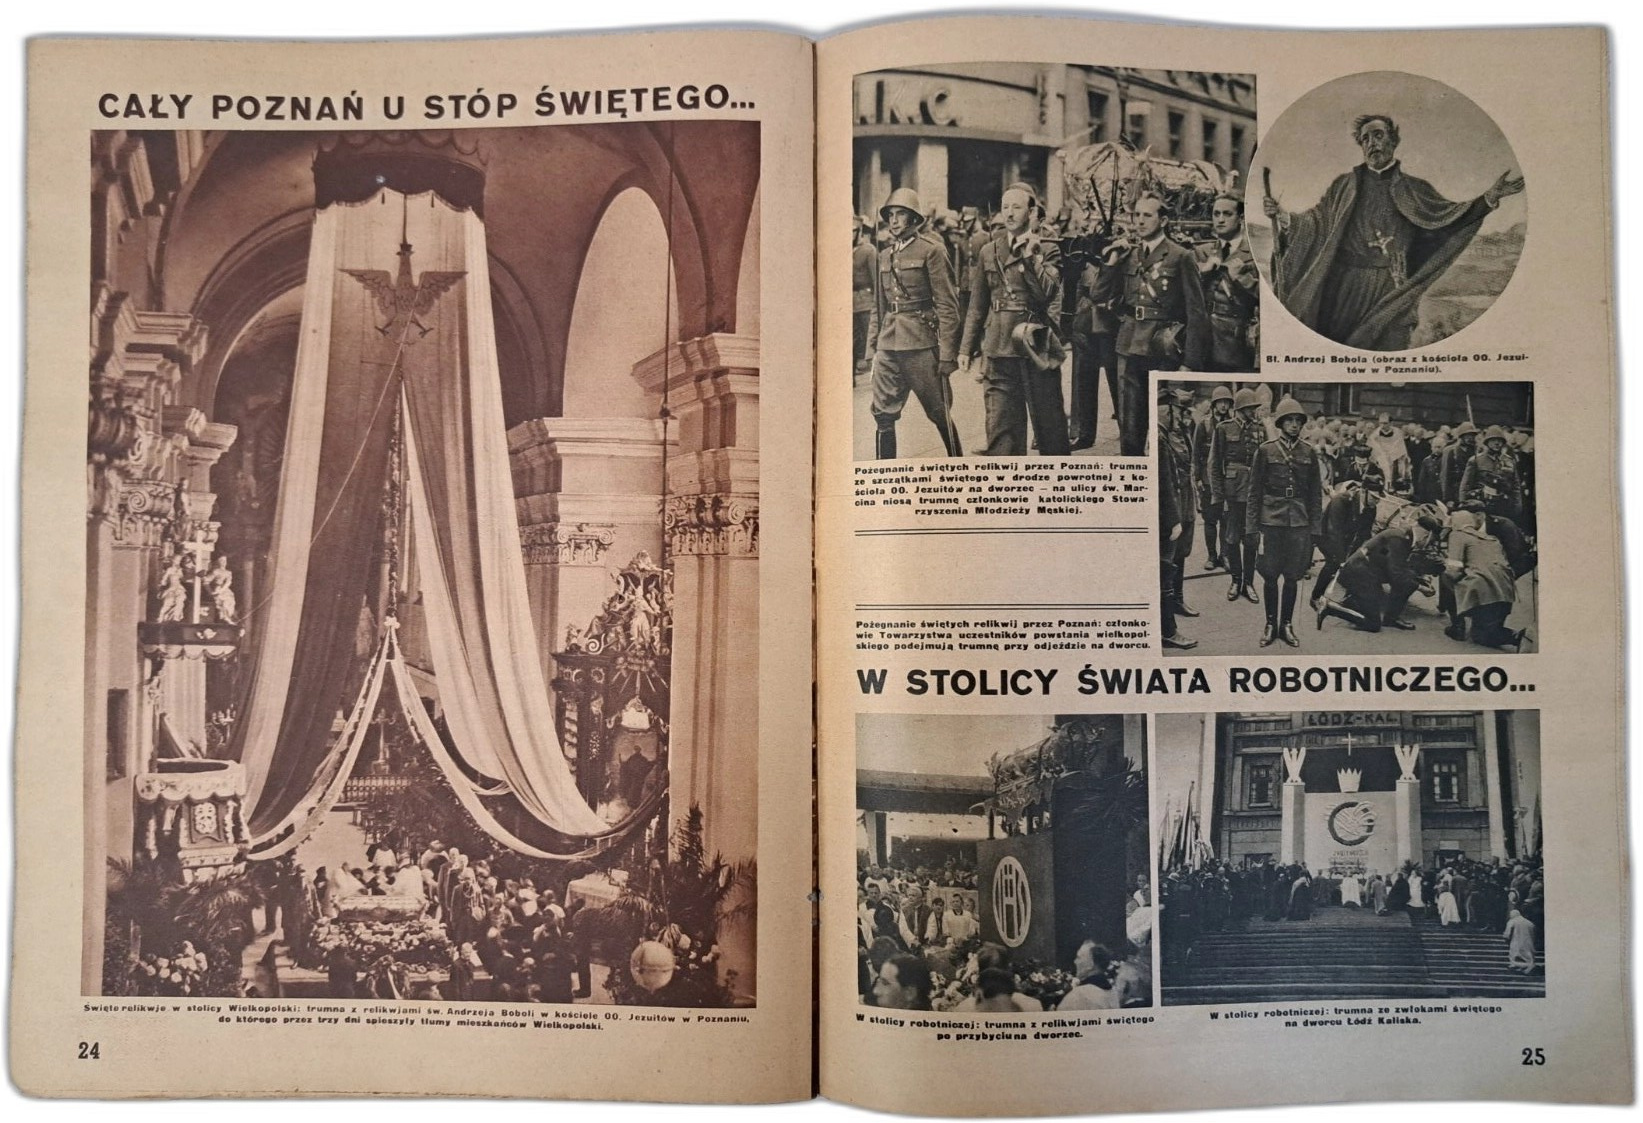 CAŁY POZNAŃ U STÓP ŚWIĘTEGO...
Święte relikwje w stolicy Wielkopolski: trumna z relikwjami św. Andrzeja Boboli w kościele OO. Jezuitów w Poznaniu,
do którego przez trzy dni spieszyły tłumy mieszkańców Wielkopolski.
24
K.C.
Bł. Andrzej Bobola (obraz z kościoła OO. Jezui-
tów w Poznaniu).
Pożegnanie świętych relikwij przez Poznań: trumna
ze szczątkami świętego w drodze powrotnej z ko-
ścioła OO. Jezuitów na dworzec — na ulicy św. Mar-
cina niosą trumnę członkowie katolickiego Stowa-
rzyszenia Młodzieży Męskiej.
Pożegnanie świętych relikwij przez Poznań: członko-
wie Towarzystwa uczestników powstania wielkopol-
skiego podejmują trumnę przy odjeździe na dworcu.
W STOLICY ŚWIATA ROBOTNICZEGO...
ŁÓDŹ-KAL.
W stolicy robotniczej: trumna z relikwjami świętego
po przybyciu na dworzec.
W stolicy robotniczej: trumna ze zwłokami świętego
na dworcu Łódź Kaliska.
25